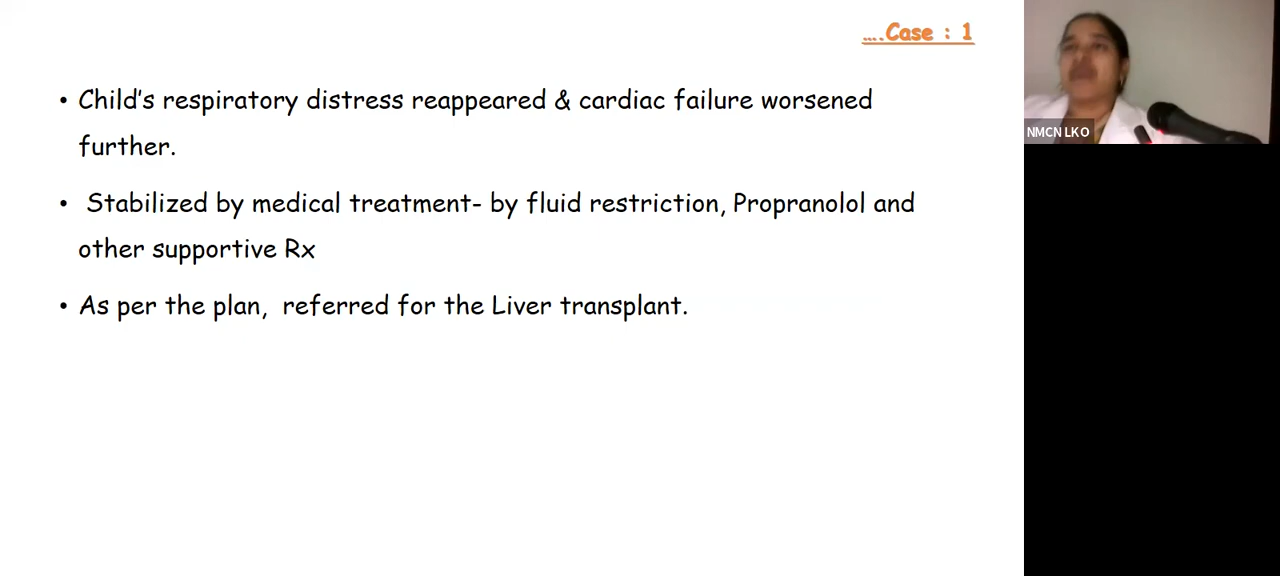 ....Case : 1
• Child's respiratory distress reappeared & cardiac failure worsened
further.
• Stabilized by medical treatment- by fluid restriction, Propranolol and
other supportive Rx
• As per the plan, referred for the Liver transplant.
NMCN LKO